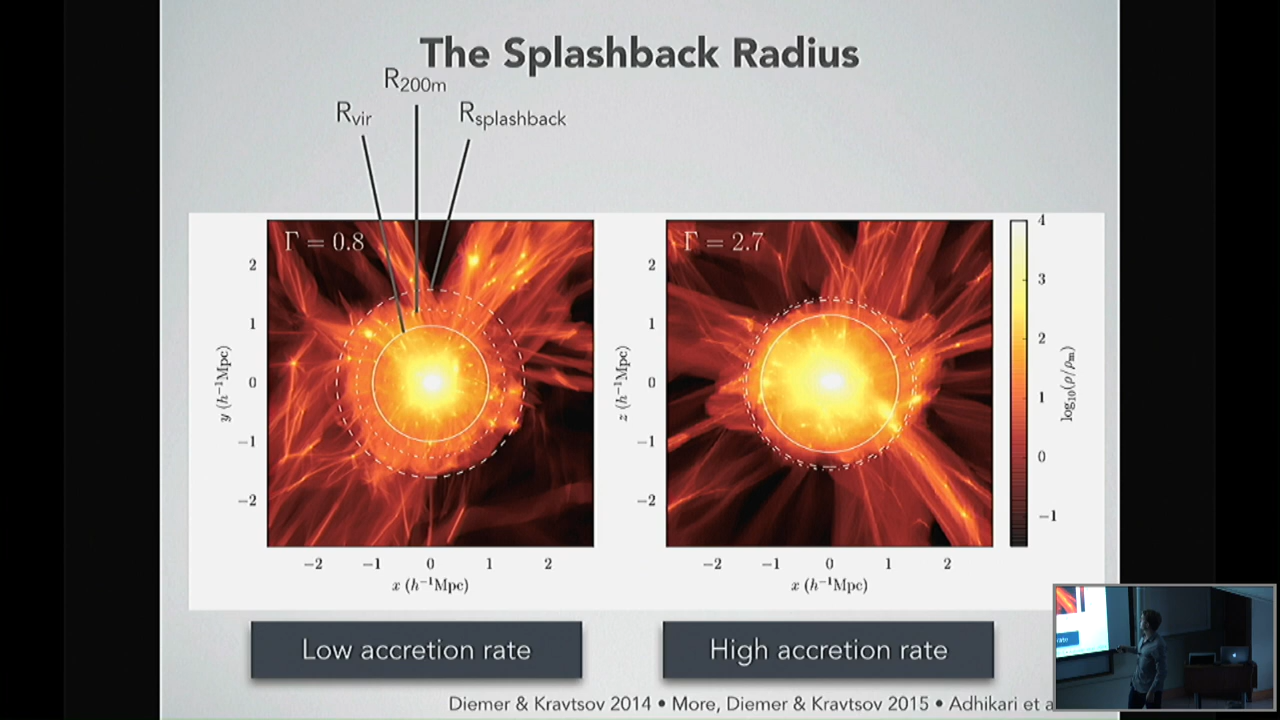 The Splashback Radius
R200m
Rvir
Rsplashback
Γ = 0.8
Γ = 2.7
2
1
0
−1
−2
y (h⁻¹Mpc)
−2 −1 0 1 2
x (h⁻¹Mpc)
2
1
0
−1
−2
z (h⁻¹Mpc)
−2 −1 0 1 2
x (h⁻¹Mpc)
4
3
2
1
0
−1
log₁₀(ρ/ρm)
Low accretion rate
High accretion rate
Diemer & Kravtsov 2014 • More, Diemer & Kravtsov 2015 • Adhikari et a
rate